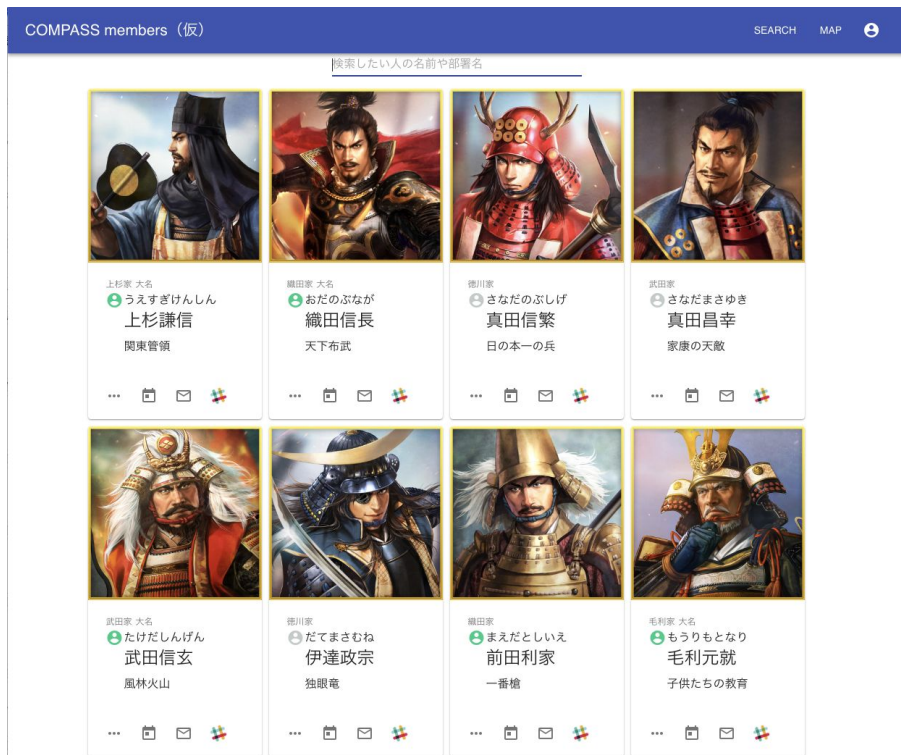 COMPASS members（仮）
SEARCH MAP
検索したい人の名前や部署名
上杉家 大名
うえすぎけんしん
上杉謙信
関東管領
織田家 大名
おだのぶなが
織田信長
天下布武
徳川家
さなだのぶしげ
真田信繁
日の本一の兵
武田家
さなだまさゆき
真田昌幸
家康の天敵
武田家 大名
たけだしんげん
武田信玄
風林火山
徳川家
だてまさむね
伊達政宗
独眼竜
織田家
まえだとしいえ
前田利家
一番槍
毛利家 大名
もうりもとなり
毛利元就
子供たちの教育